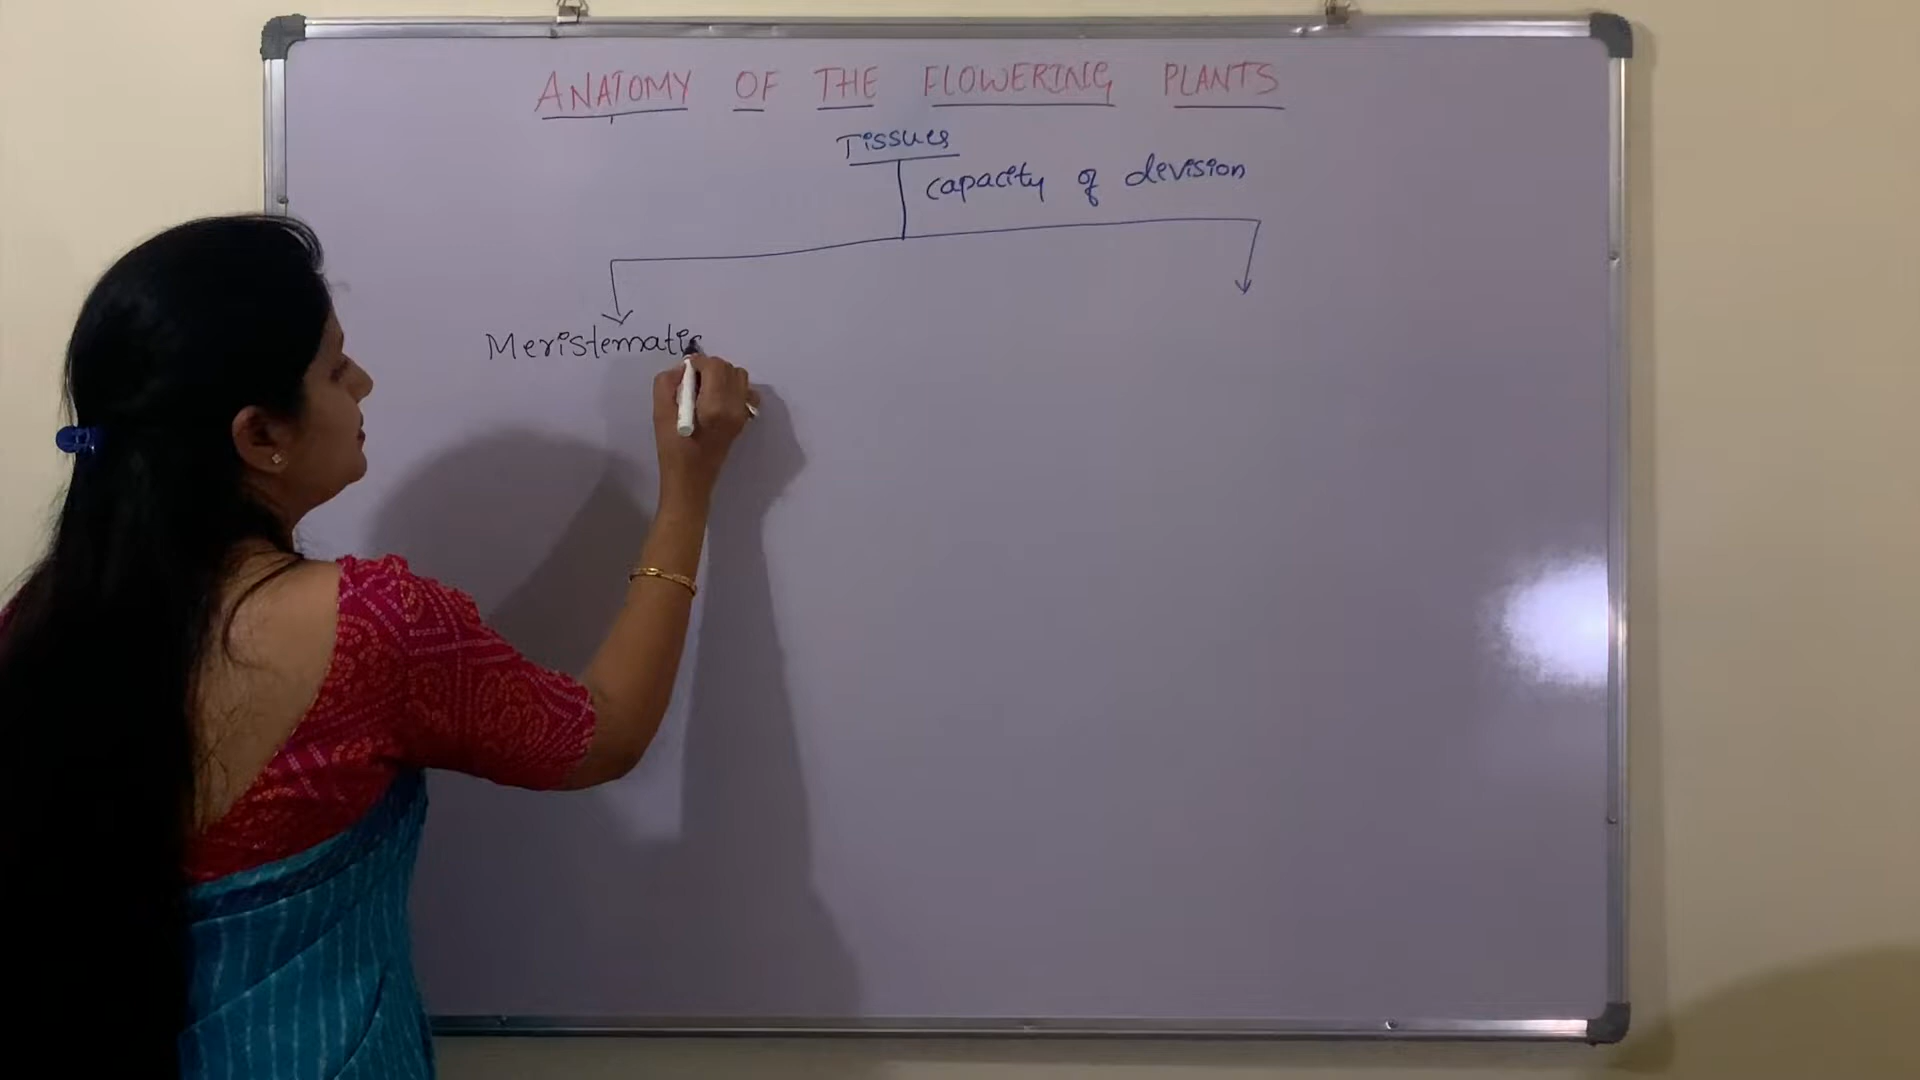 ANATOMY OF THE FLOWERING PLANTS
Tissues
capacity of devision
Meristematic